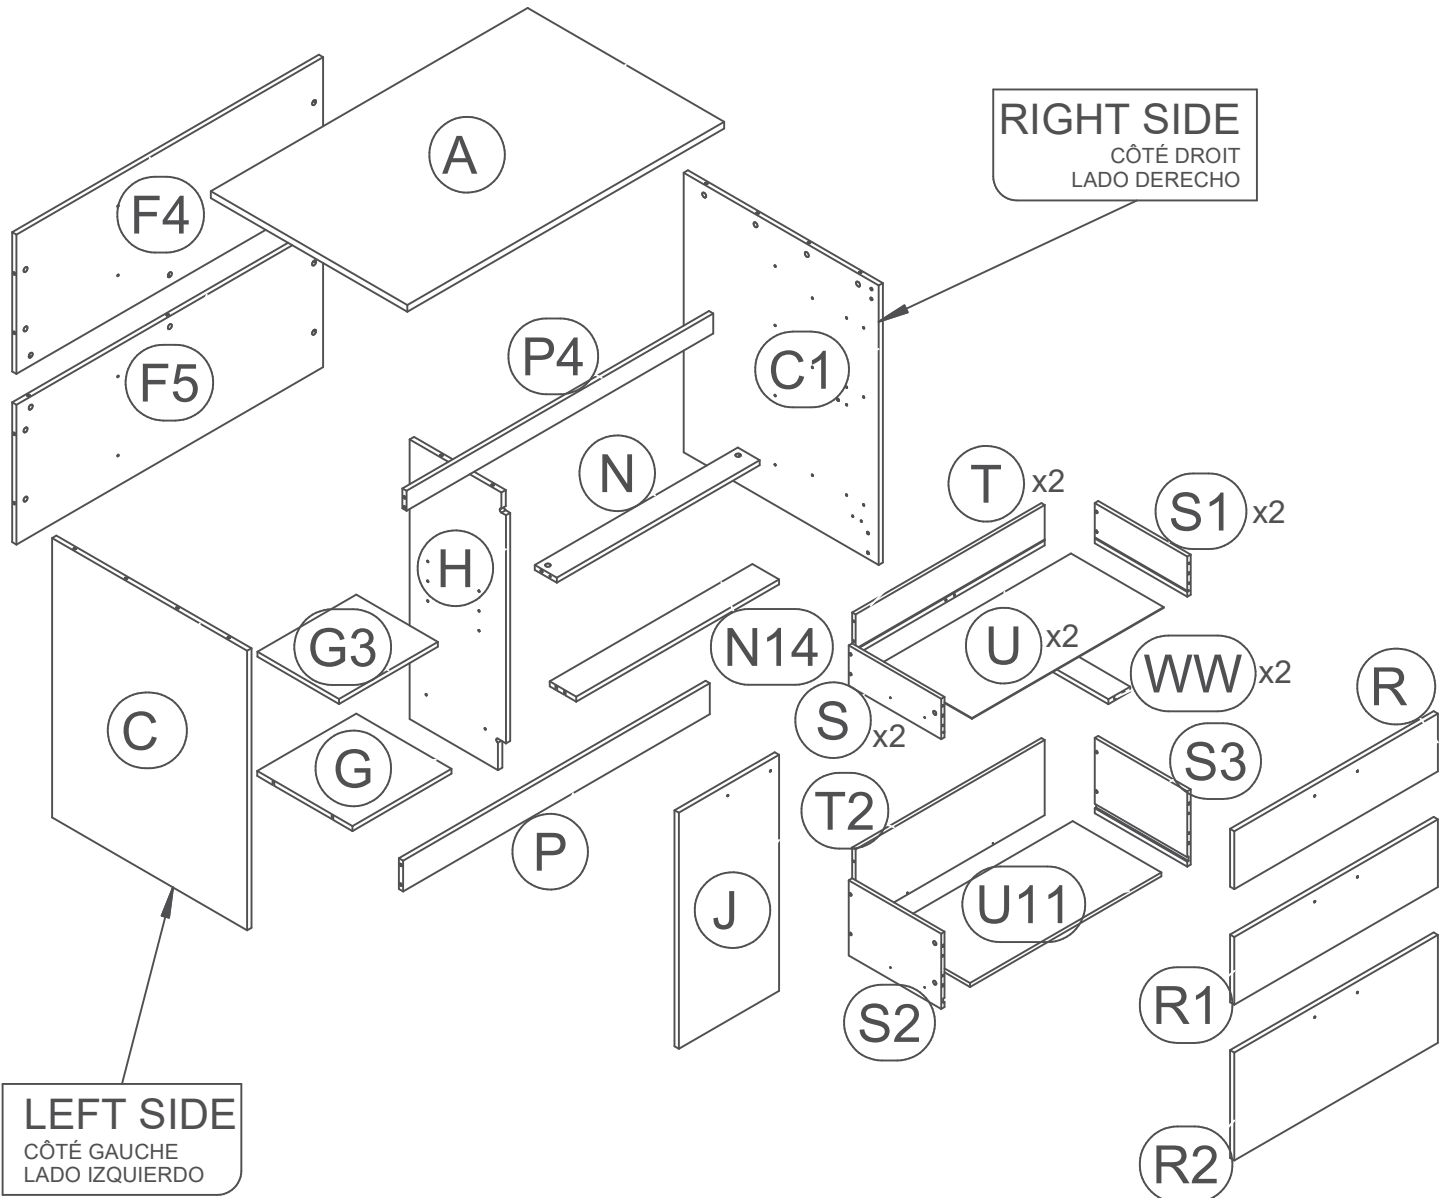 A
RIGHT SIDE
CÔTÉ DROIT
LADO DERECHO
F4
P4
C1
F5
N
T x2
S1 x2
H
G3
N14
U x2
WW x2
R
C
S x2
G
S3
T2
P
J
U11
R1
S2
LEFT SIDE
CÔTÉ GAUCHE
LADO IZQUIERDO
R2